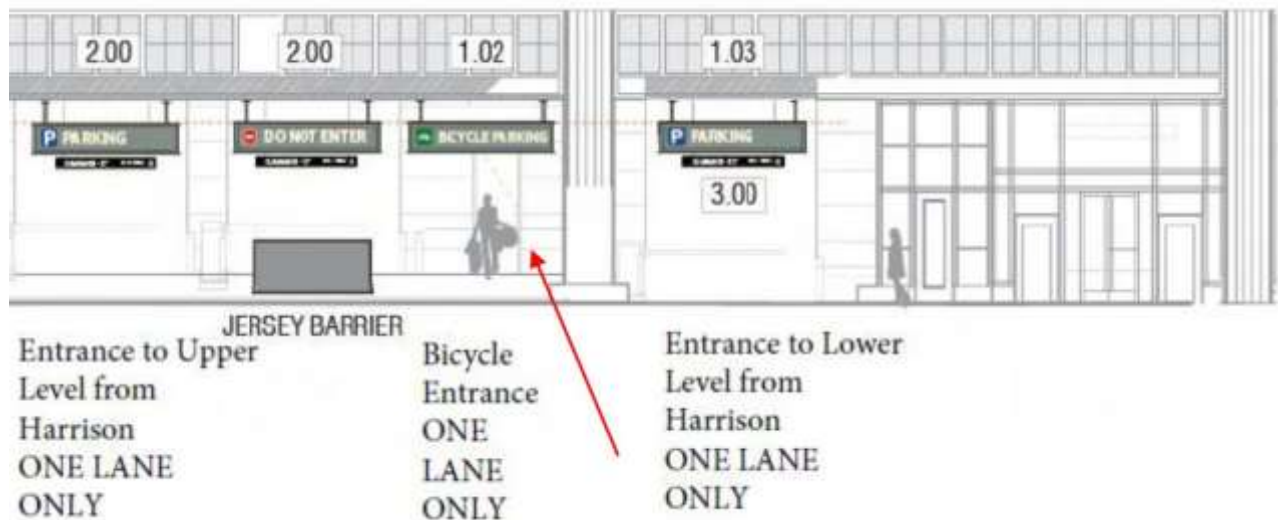 2.00
2.00
1.02
1.03
P PARKING
DO NOT ENTER
BICYCLE PARKING
P PARKING
3.00
JERSEY BARRIER
Entrance to Upper
Level from
Harrison
ONE LANE
ONLY
Bicycle
Entrance
ONE
LANE
ONLY
Entrance to Lower
Level from
Harrison
ONE LANE
ONLY